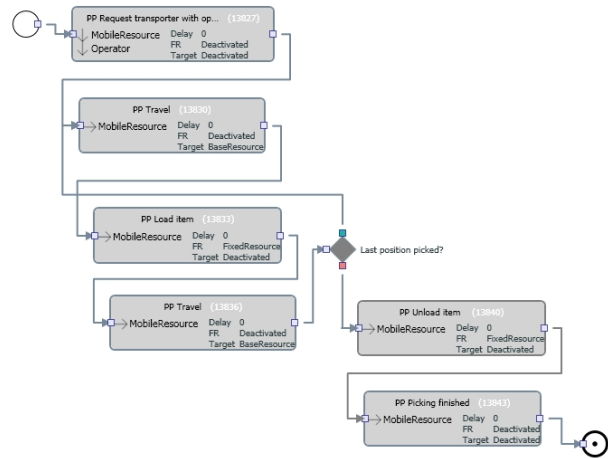 PP Request transporter with op... (13827)
MobileResource Delay 0
Operator FR Deactivated
Target Deactivated
PP Travel (13830)
MobileResource Delay 0
FR Deactivated
Target BaseResource
PP Load item (13833)
MobileResource Delay 0
FR FixedResource
Target Deactivated
Last position picked?
PP Travel (13836)
MobileResource Delay 0
FR Deactivated
Target BaseResource
PP Unload item (13840)
MobileResource Delay 0
FR FixedResource
Target Deactivated
PP Picking finished (13843)
MobileResource Delay 0
FR Deactivated
Target Deactivated